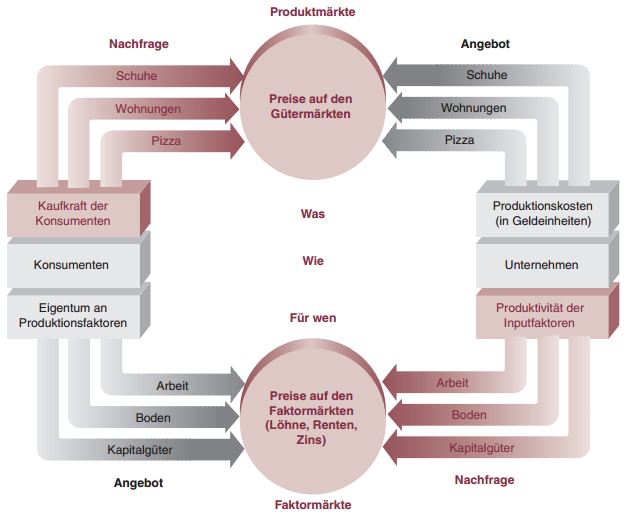 Produktmärkte
Nachfrage
Angebot
Schuhe
Schuhe
Preise auf den
Gütermärkten
Wohnungen
Wohnungen
Pizza
Pizza
Kaufkraft der
Konsumenten
Was
Produktionskosten
(in Geldeinheiten)
Konsumenten
Wie
Unternehmen
Eigentum an
Produktionsfaktoren
Für wen
Produktivität der
Inputfaktoren
Arbeit
Arbeit
Preise auf den
Faktormärkten
(Löhne, Renten,
Zins)
Boden
Boden
Kapitalgüter
Kapitalgüter
Angebot
Nachfrage
Faktormärkte